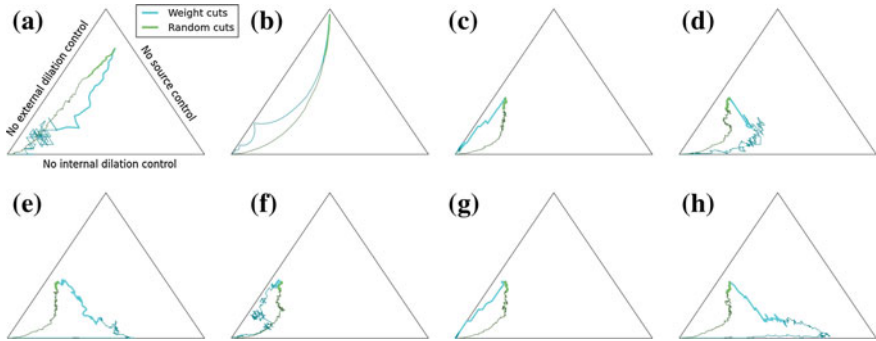 (a)
Weight cuts
Random cuts
No external dilation control
No source control
No internal dilation control
(b)
(c)
(d)
(e)
(f)
(g)
(h)